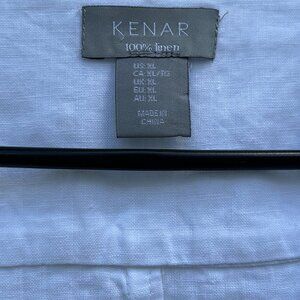 KENAR
100% linen
US: XL
CA: XL/TG
UK: XL
EU: XL
AU: XL
MADE IN
CHINA